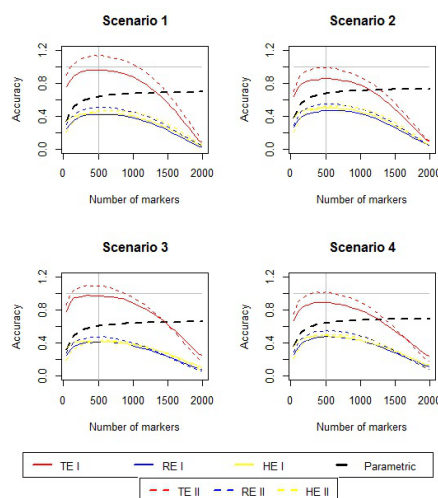 Scenario 1
Accuracy
0.0 0.4 0.8 1.2
0 500 1000 1500 2000
Number of markers
Scenario 2
Accuracy
0.0 0.4 0.8 1.2
0 500 1000 1500 2000
Number of markers
Scenario 3
Accuracy
0.0 0.4 0.8 1.2
0 500 1000 1500 2000
Number of markers
Scenario 4
Accuracy
0.0 0.4 0.8 1.2
0 500 1000 1500 2000
Number of markers
TE I RE I HE I Parametric
TE II RE II HE II